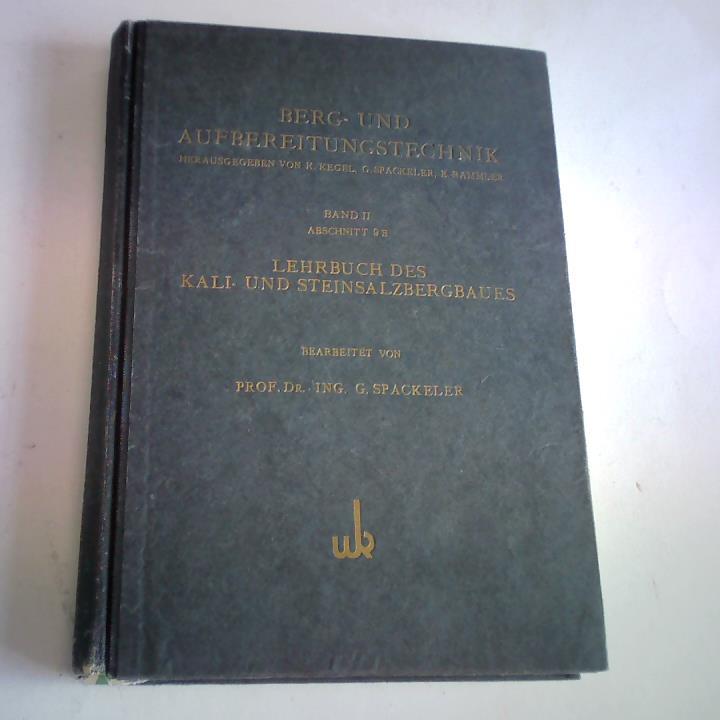 BERG- UND
AUFBEREITUNGSTECHNIK
HERAUSGEGEBEN VON K. KEGEL, G. SPACKELER, E. RAMMLER
BAND II
ABSCHNITT 9 B
LEHRBUCH DES
KALI- UND STEINSALZBERGBAUES
BEARBEITET VON
PROF. DR.- ING. G. SPACKELER
wk